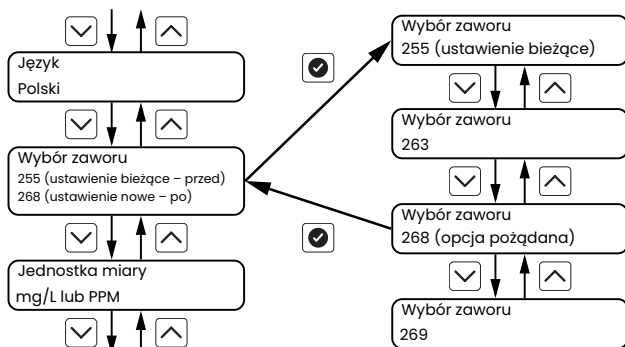 Język
Polski
Wybór zaworu
255 (ustawienie bieżące – przed)
268 (ustawienie nowe – po)
Jednostka miary
mg/L lub PPM
Wybór zaworu
255 (ustawienie bieżące)
Wybór zaworu
263
Wybór zaworu
268 (opcja pożądana)
Wybór zaworu
269